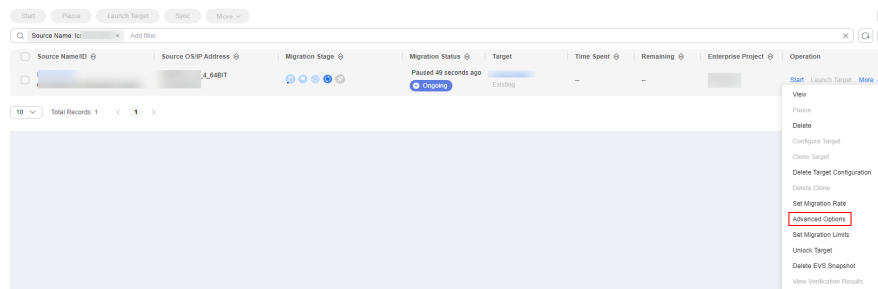 Start Pause Launch Target Sync More
Source Name: lcs × Add filter
Source Name/ID Source OS/IP Address Migration Stage Migration Status Target Time Spent Remaining Enterprise Project Operation
_4_64BIT Paused 49 seconds ago
Ongoing Existing -- -- Start Launch Target More
View
Pause
Delete
Configure Target
Clone Target
Delete Target Configuration
Delete Clone
Set Migration Rate
Advanced Options
Set Migration Limits
Unlock Target
Delete EVS Snapshot
View Verification Results
10 Total Records: 1 < 1 >